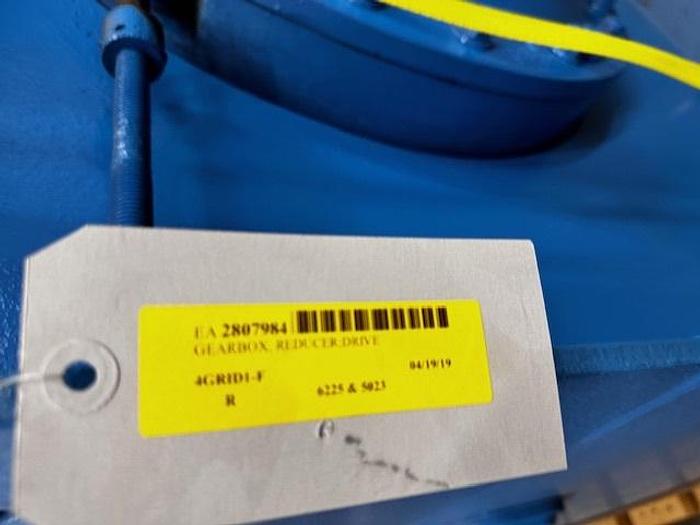 EA 2807984
GEARBOX, REDUCER:DRIVE
4GRID1-F 04/19/19
R 6225 & 5023